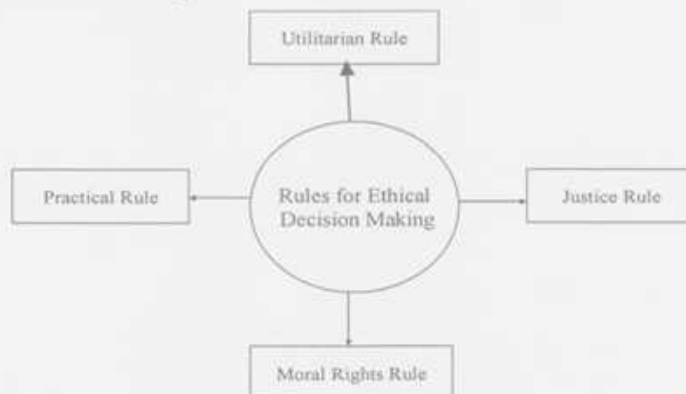 Utilitarian Rule
Practical Rule
Rules for Ethical
Decision Making
Justice Rule
Moral Rights Rule